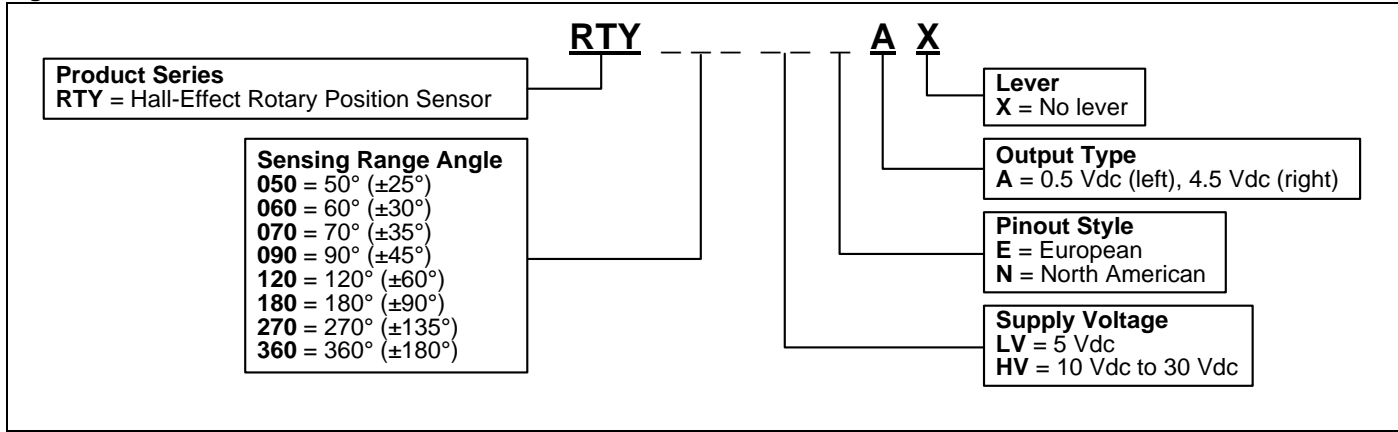 RTY _ _ _ _ _ _ A X
Product Series
RTY = Hall-Effect Rotary Position Sensor
Sensing Range Angle
050 = 50° (±25°)
060 = 60° (±30°)
070 = 70° (±35°)
090 = 90° (±45°)
120 = 120° (±60°)
180 = 180° (±90°)
270 = 270° (±135°)
360 = 360° (±180°)
Lever
X = No lever
Output Type
A = 0.5 Vdc (left), 4.5 Vdc (right)
Pinout Style
E = European
N = North American
Supply Voltage
LV = 5 Vdc
HV = 10 Vdc to 30 Vdc